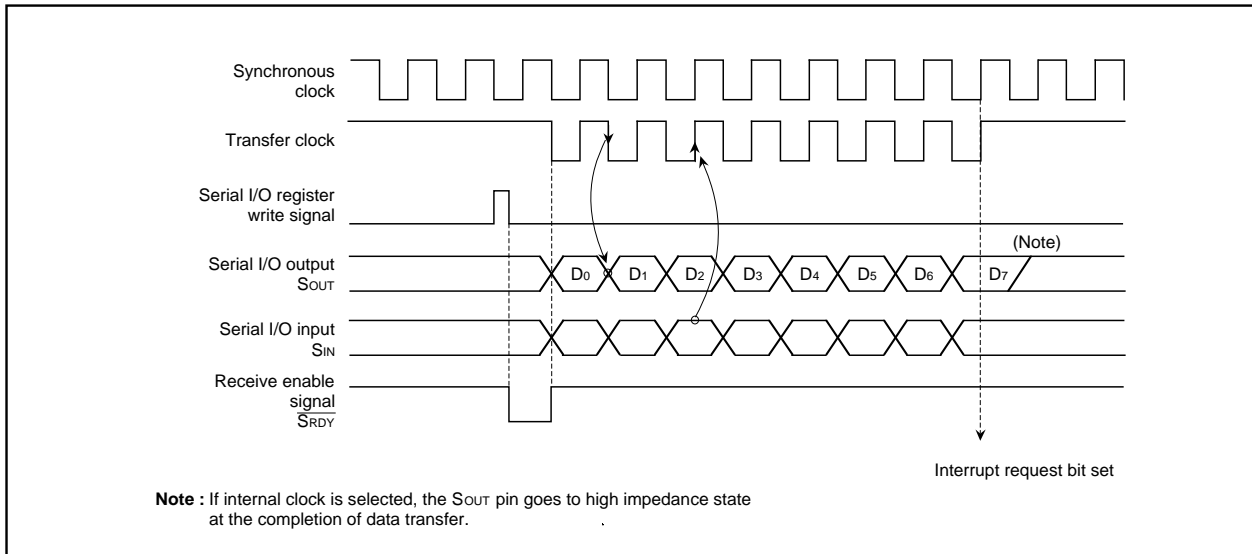 Synchronous
clock
Transfer clock
Serial I/O register
write signal
(Note)
Serial I/O output
SOUT
D0 D1 D2 D3 D4 D5 D6 D7
Serial I/O input
SIN
Receive enable
signal
SRDY
Interrupt request bit set
Note : If internal clock is selected, the SOUT pin goes to high impedance state
at the completion of data transfer.